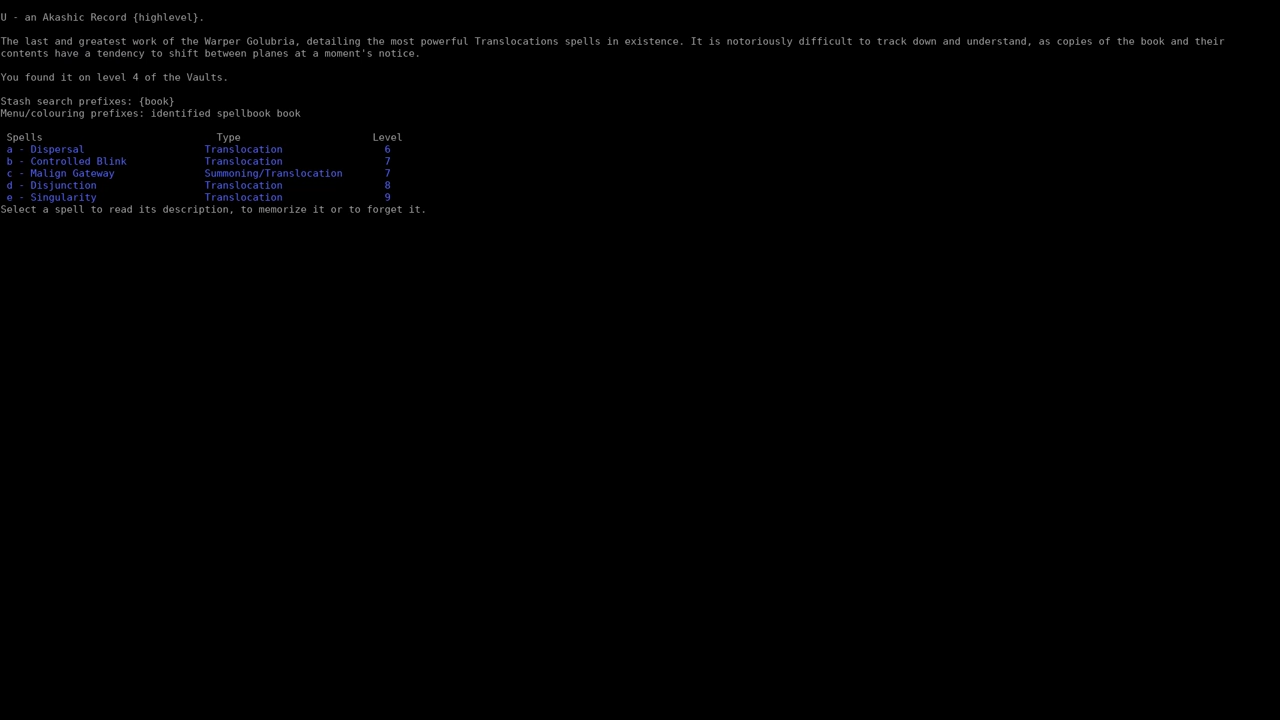 U - an Akashic Record {highlevel}.
The last and greatest work of the Warper Golubria, detailing the most powerful Translocations spells in existence. It is notoriously difficult to track down and understand, as copies of the book and their
contents have a tendency to shift between planes at a moment's notice.
You found it on level 4 of the Vaults.
Stash search prefixes: {book}
Menu/colouring prefixes: identified spellbook book
Spells Type Level
a - Dispersal Translocation 6
b - Controlled Blink Translocation 7
c - Malign Gateway Summoning/Translocation 7
d - Disjunction Translocation 8
e - Singularity Translocation 9
Select a spell to read its description, to memorize it or to forget it.